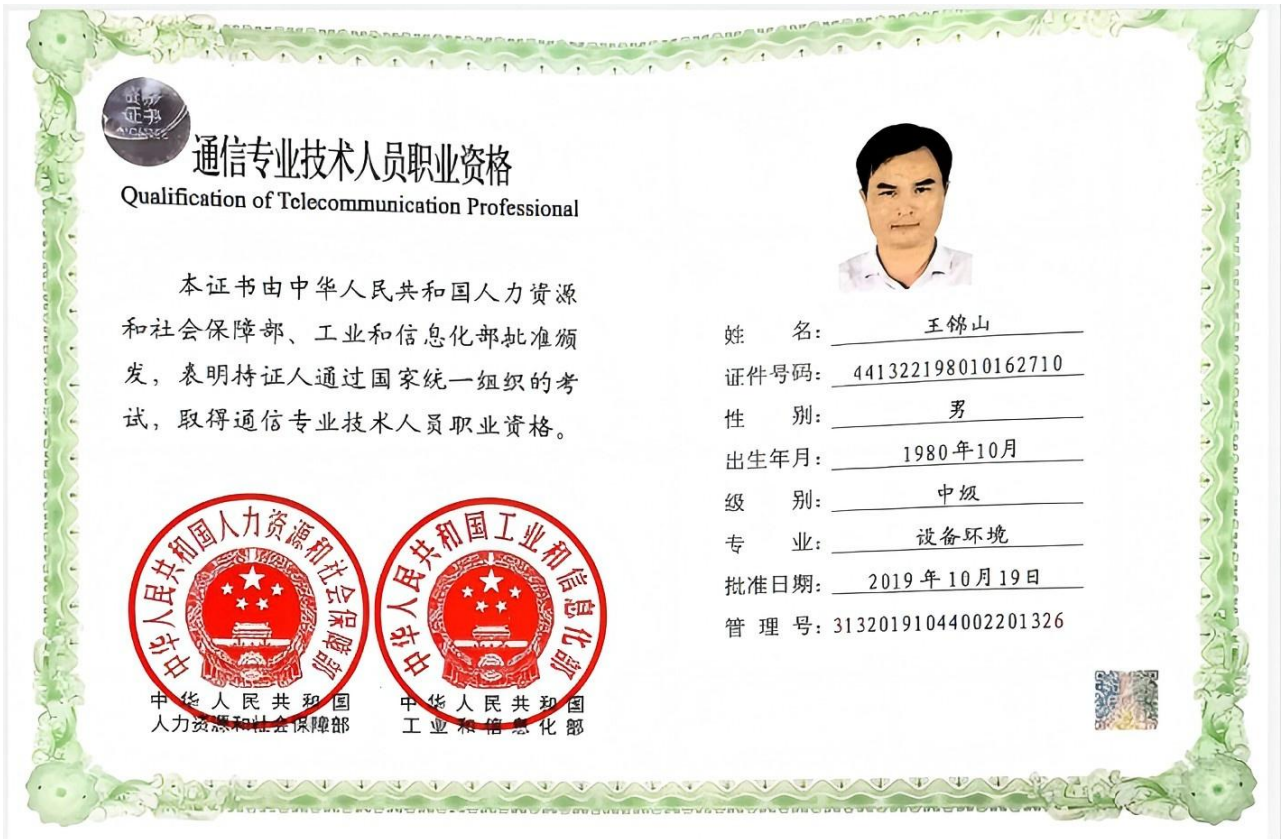 资格
证书
通信专业技术人员职业资格
Qualification of Telecommunication Professional
本证书由中华人民共和国人力资源
和社会保障部、工业和信息化部批准颁
发，表明持证人通过国家统一组织的考
试，取得通信专业技术人员职业资格。
中华人民共和国人力资源和社会保障部
中华人民共和国
人力资源和社会保障部
中华人民共和国工业和信息化部
中华人民共和国
工业和信息化部
姓 名：王锦山
证件号码：441322198010162710
性 别：男
出生年月：1980年10月
级 别：中级
专 业：设备环境
批准日期：2019年10月19日
管 理 号：31320191044002201326